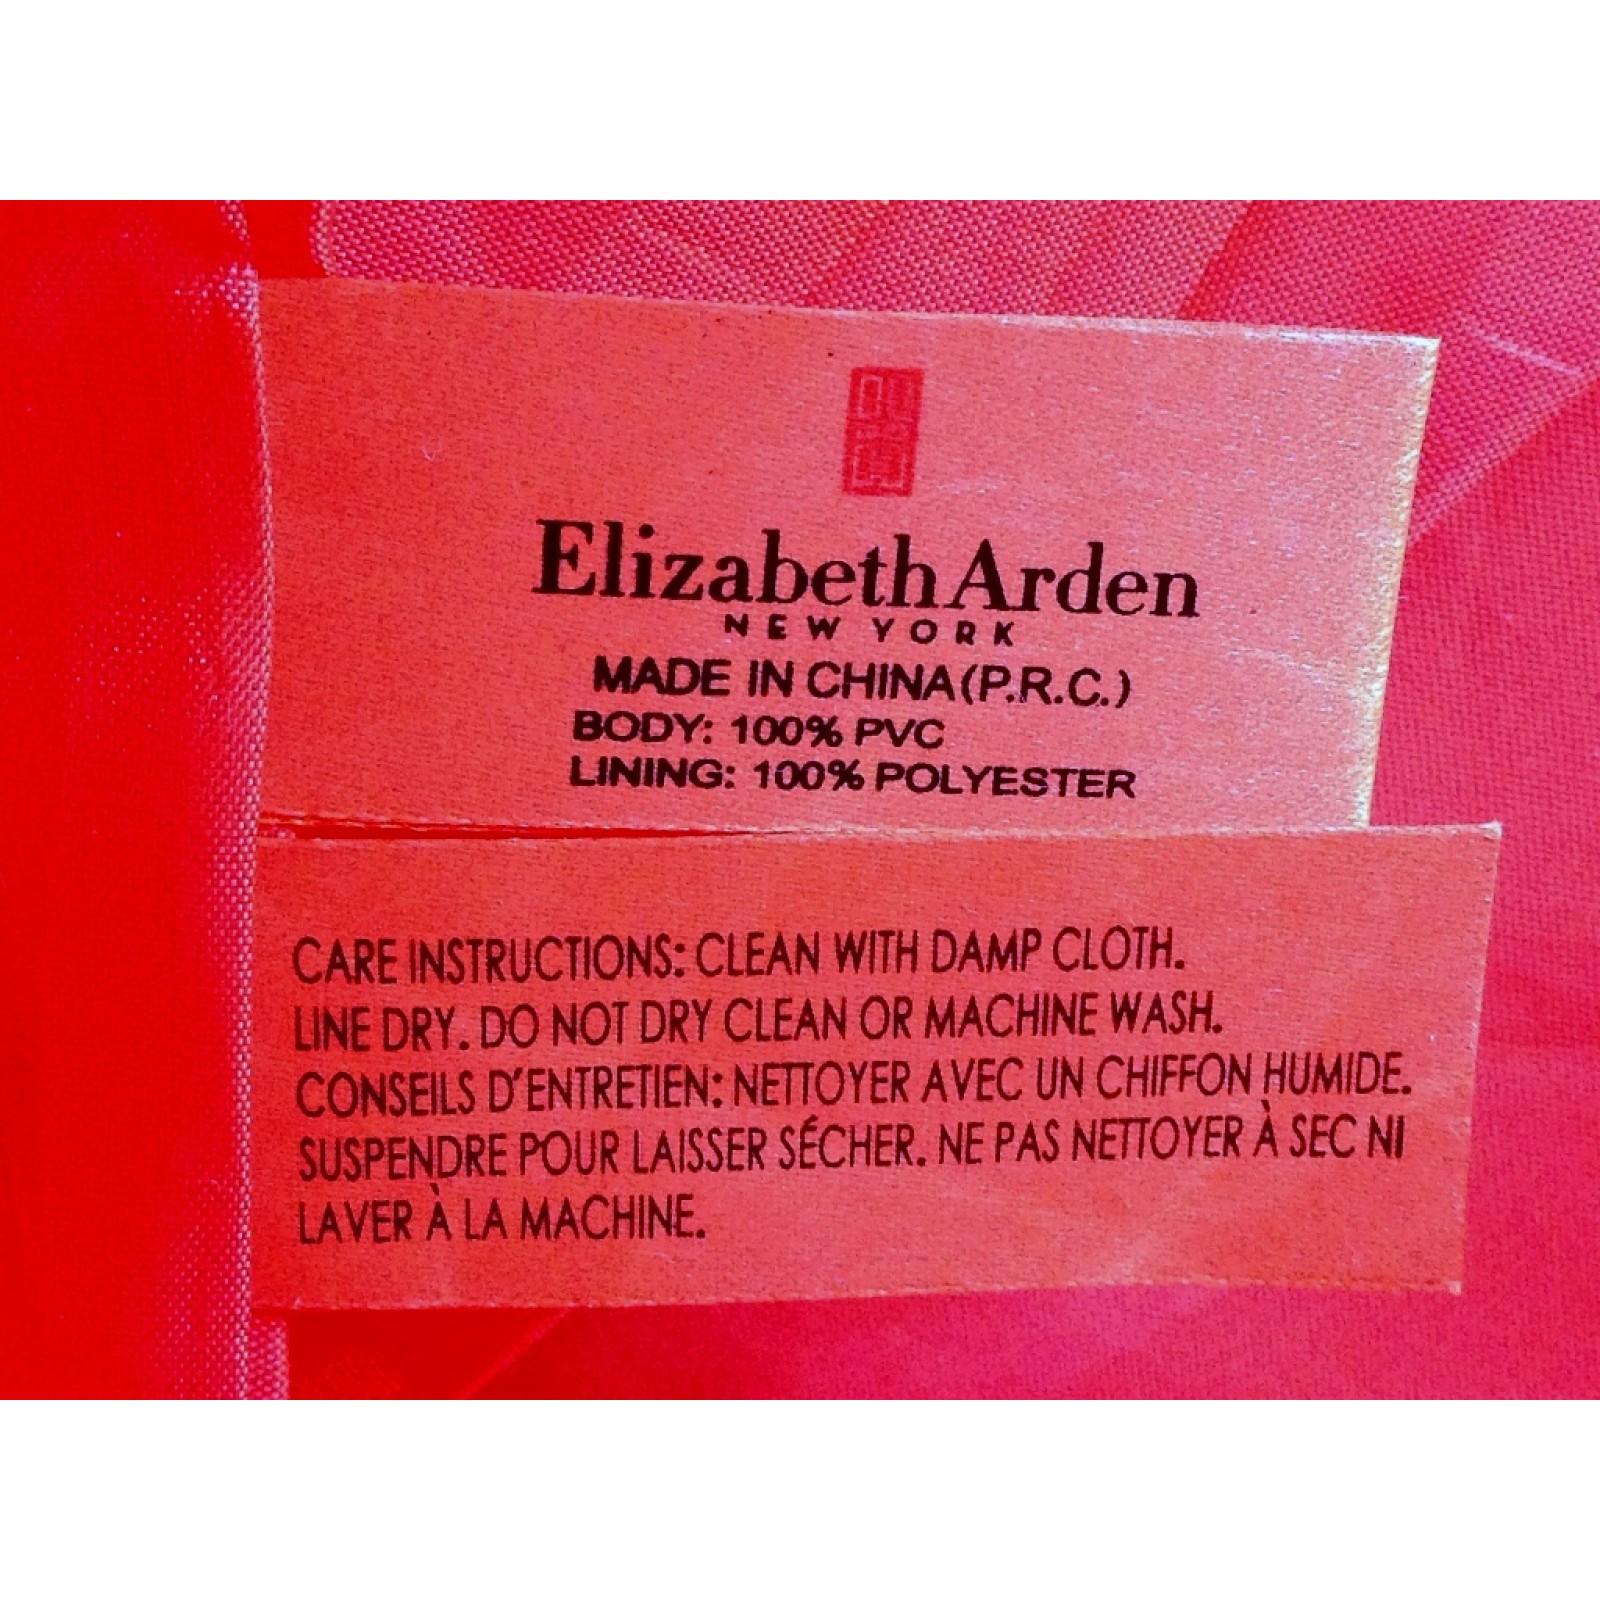 Elizabeth Arden
NEW YORK
MADE IN CHINA (P.R.C.)
BODY: 100% PVC
LINING: 100% POLYESTER
CARE INSTRUCTIONS: CLEAN WITH DAMP CLOTH.
LINE DRY. DO NOT DRY CLEAN OR MACHINE WASH.
CONSEILS D'ENTRETIEN: NETTOYER AVEC UN CHIFFON HUMIDE.
SUSPENDRE POUR LAISSER SÉCHER. NE PAS NETTOYER À SEC NI
LAVER À LA MACHINE.